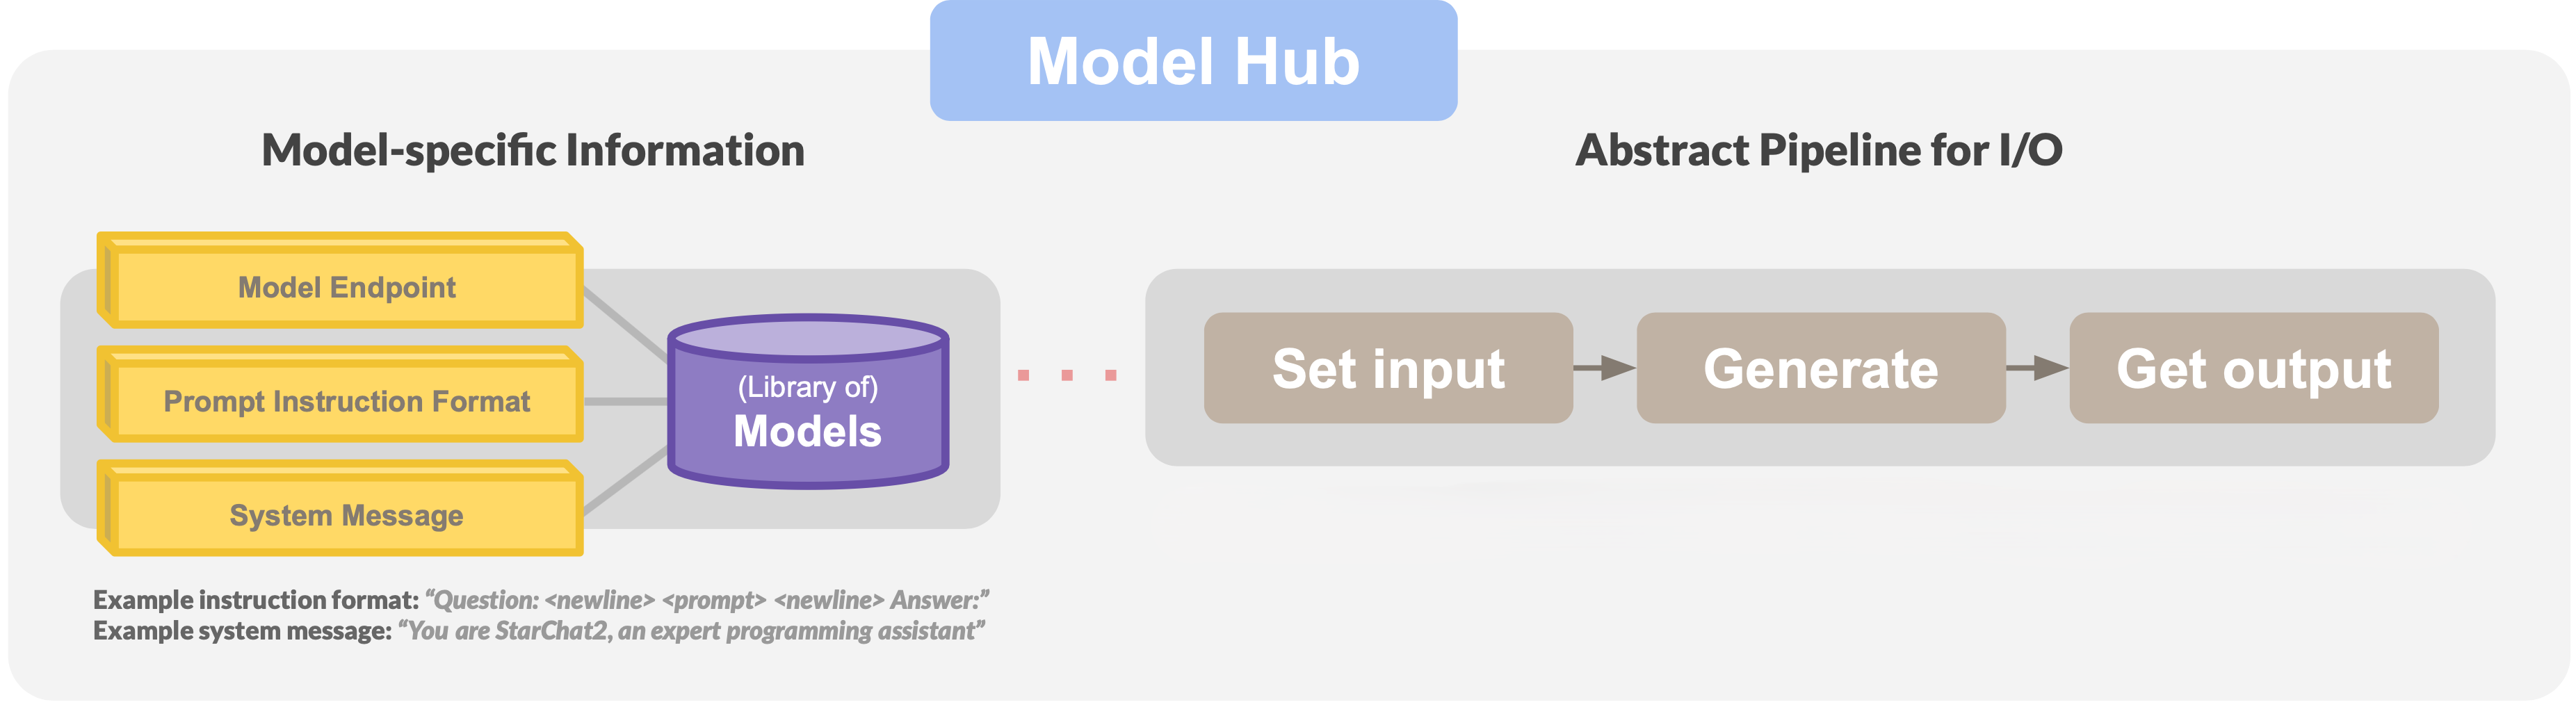 Model Hub
Model-specific Information
Abstract Pipeline for I/O
Model Endpoint
Prompt Instruction Format
System Message
(Library of)
Models
Set input
Generate
Get output
Example instruction format: “Question: <newline> <prompt> <newline> Answer:”
Example system message: “You are StarChat2, an expert programming assistant”